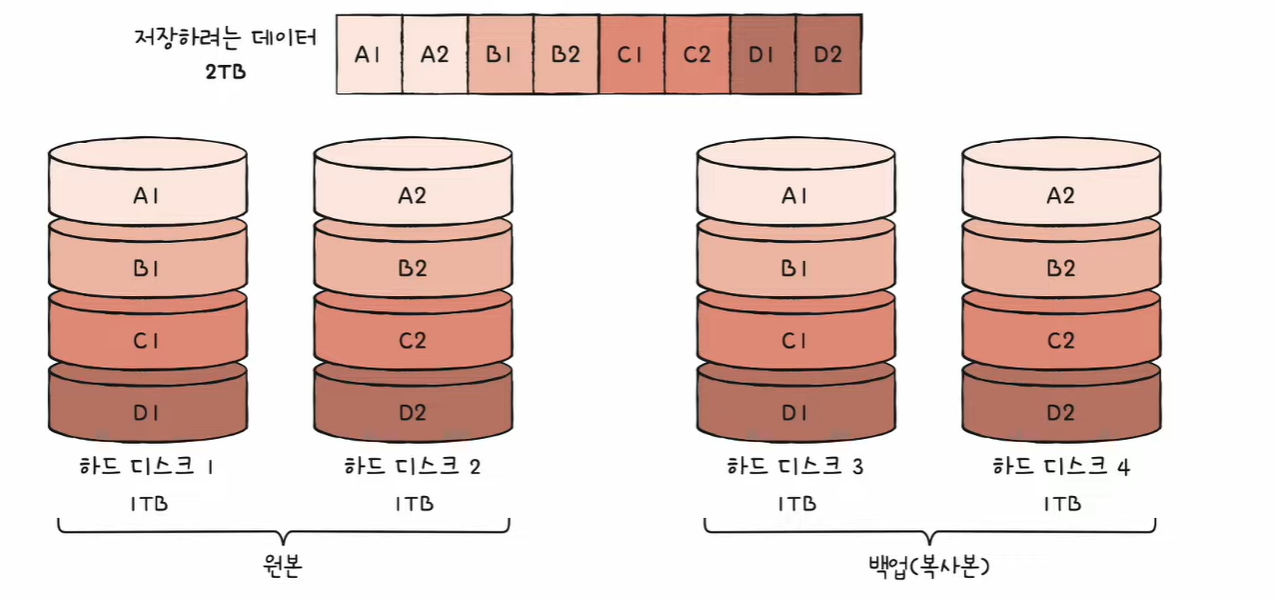 저장하려는 데이터
2TB
A1 A2 B1 B2 C1 C2 D1 D2
A1 A2 A1 A2
B1 B2 B1 B2
C1 C2 C1 C2
D1 D2 D1 D2
하드 디스크 1 하드 디스크 2 하드 디스크 3 하드 디스크 4
1TB 1TB 1TB 1TB
원본 백업(복사본)